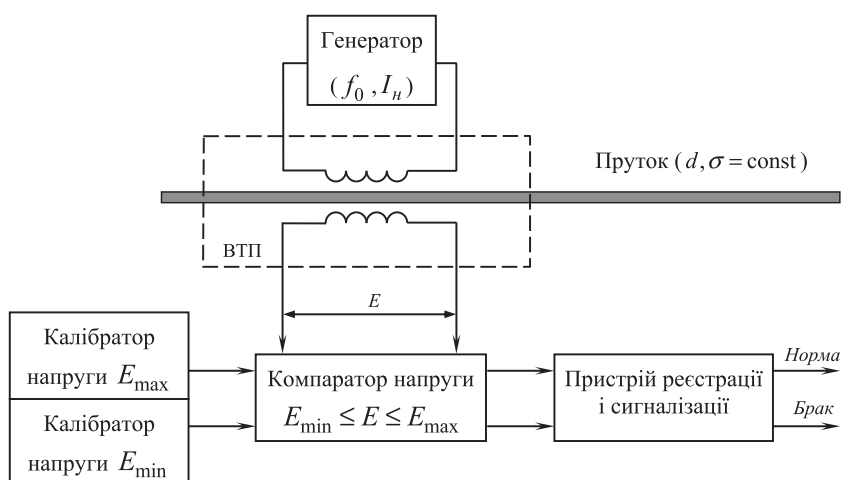 Генератор
(f₀, Iн)
Пруток (d, σ = const)
ВТП
E
Калібратор
напруги Emax
Калібратор
напруги Emin
Компаратор напруги
Emin ≤ E ≤ Emax
Пристрій реєстрації
і сигналізації
Норма
Брак